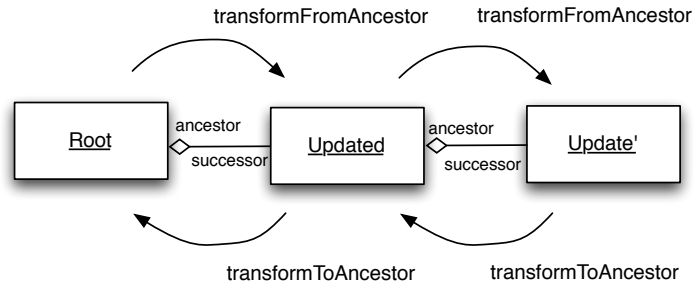 transformFromAncestor
transformFromAncestor
Root
ancestor
successor
Updated
ancestor
successor
Update'
transformToAncestor
transformToAncestor